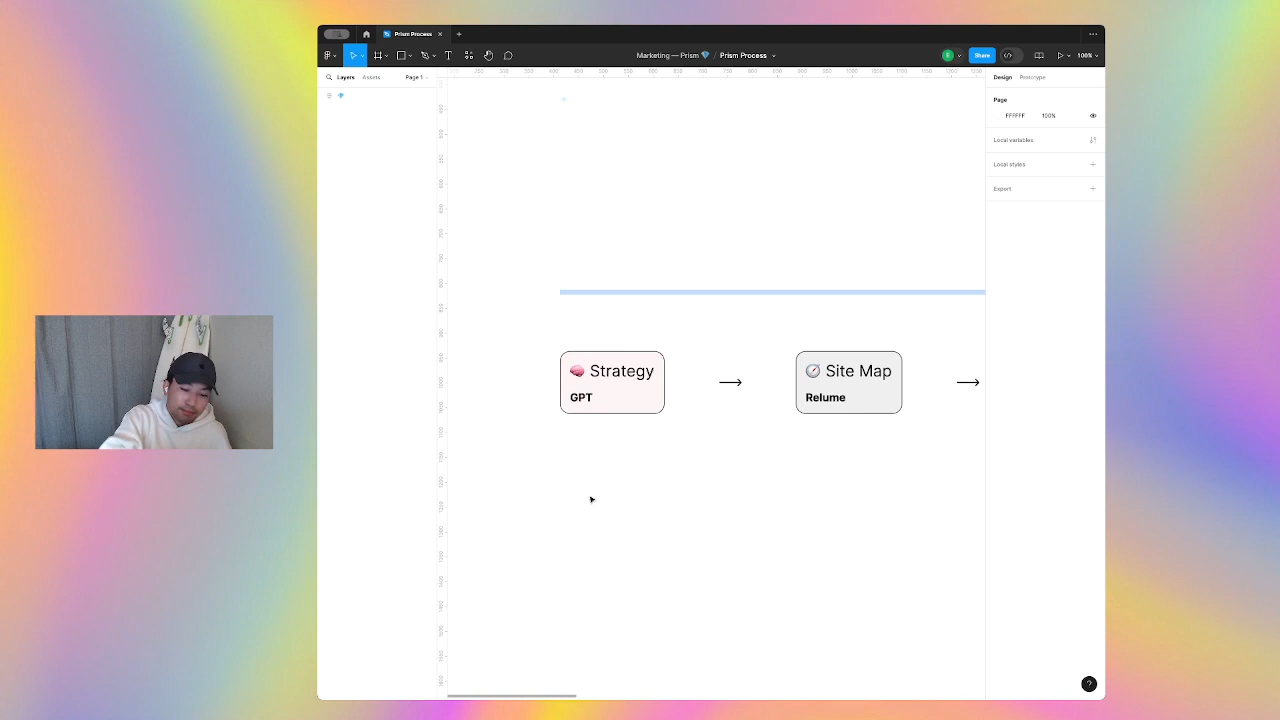 Prism Process
Marketing — Prism 💎 / Prism Process
E
Share
100%
Layers
Assets
Page 1
💎
Design
Prototype
Page
FFFFFF
100%
Local variables
Local styles
Export
🧠 Strategy
GPT
🧭 Site Map
Relume
?